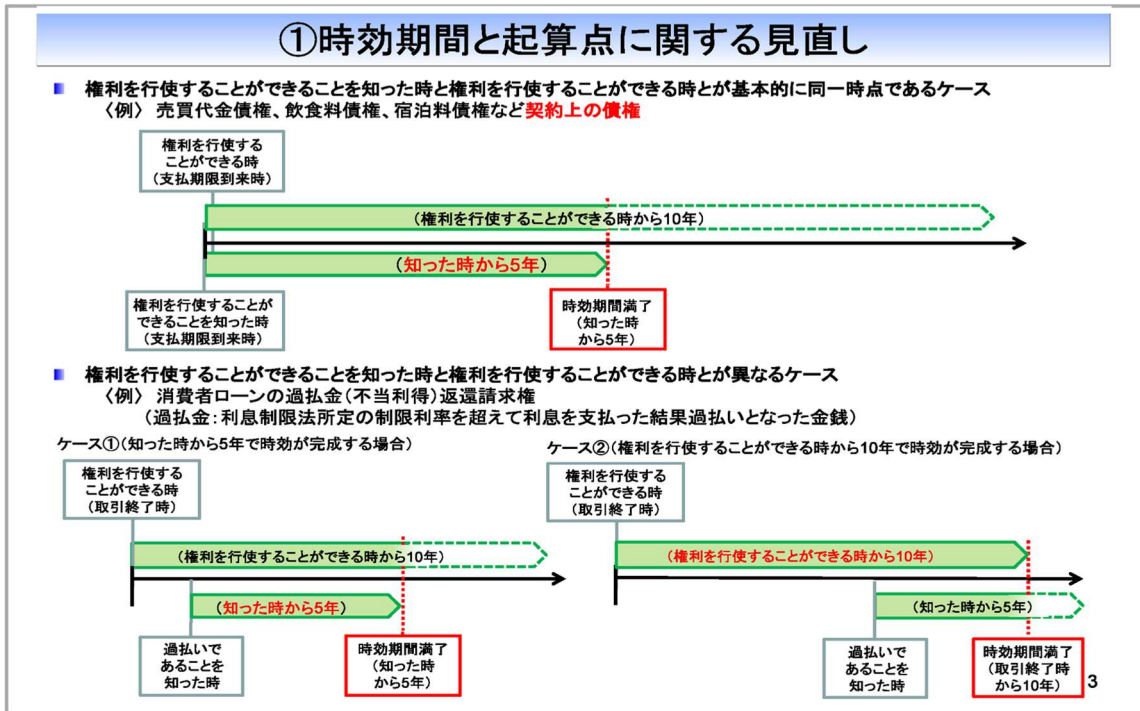 ①時効期間と起算点に関する見直し
権利を行使することができることを知った時と権利を行使することができる時とが基本的に同一時点であるケース
〈例〉 売買代金債権、飲食料債権、宿泊料債権など契約上の債権
権利を行使する
ことができる時
（支払期限到来時）
（権利を行使することができる時から10年）
（知った時から5年）
権利を行使することが
できることを知った時
（支払期限到来時）
時効期間満了
（知った時
から5年）
権利を行使することができることを知った時と権利を行使することができる時とが異なるケース
〈例〉 消費者ローンの過払金（不当利得）返還請求権
（過払金：利息制限法所定の制限利率を超えて利息を支払った結果過払いとなった金銭）
ケース①（知った時から5年で時効が完成する場合）
権利を行使する
ことができる時
（取引終了時）
（権利を行使することができる時から10年）
（知った時から5年）
過払いで
あることを
知った時
時効期間満了
（知った時
から5年）
ケース②（権利を行使することができる時から10年で時効が完成する場合）
権利を行使する
ことができる時
（取引終了時）
（権利を行使することができる時から10年）
（知った時から5年）
過払いで
あることを
知った時
時効期間満了
（取引終了時
から10年）
3